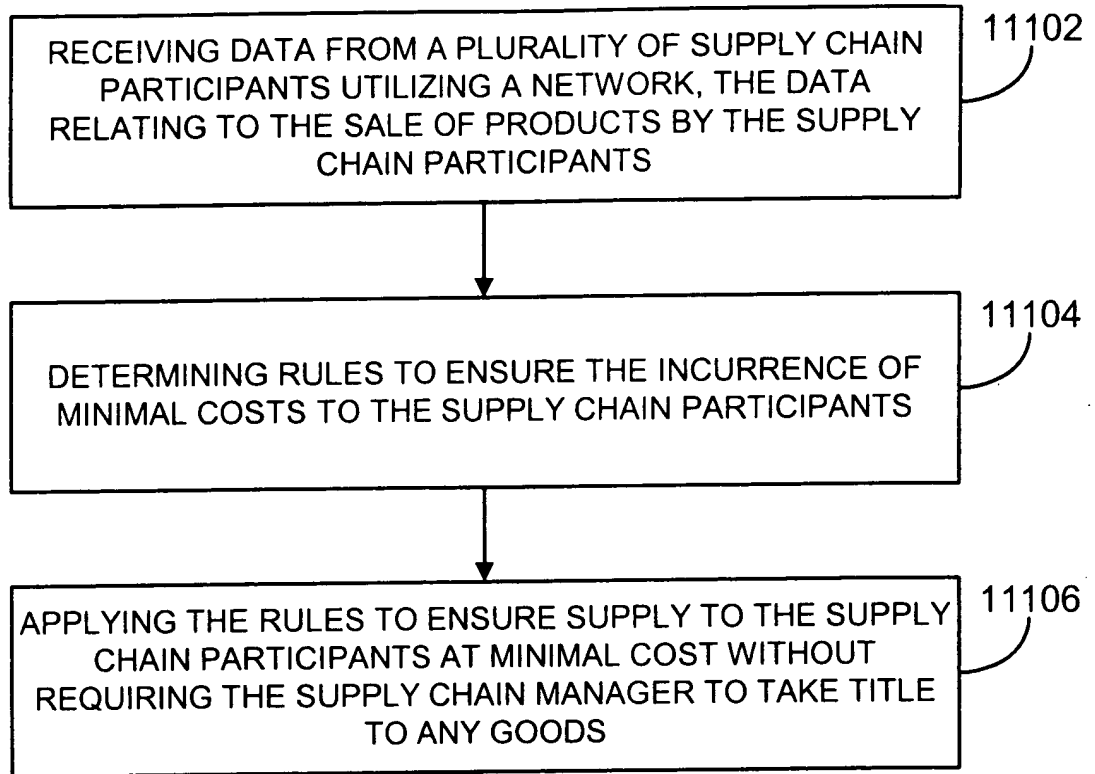 RECEIVING DATA FROM A PLURALITY OF SUPPLY CHAIN
PARTICIPANTS UTILIZING A NETWORK, THE DATA
RELATING TO THE SALE OF PRODUCTS BY THE SUPPLY
CHAIN PARTICIPANTS
11102
DETERMINING RULES TO ENSURE THE INCURRENCE OF
MINIMAL COSTS TO THE SUPPLY CHAIN PARTICIPANTS
11104
APPLYING THE RULES TO ENSURE SUPPLY TO THE SUPPLY
CHAIN PARTICIPANTS AT MINIMAL COST WITHOUT
REQUIRING THE SUPPLY CHAIN MANAGER TO TAKE TITLE
TO ANY GOODS
11106